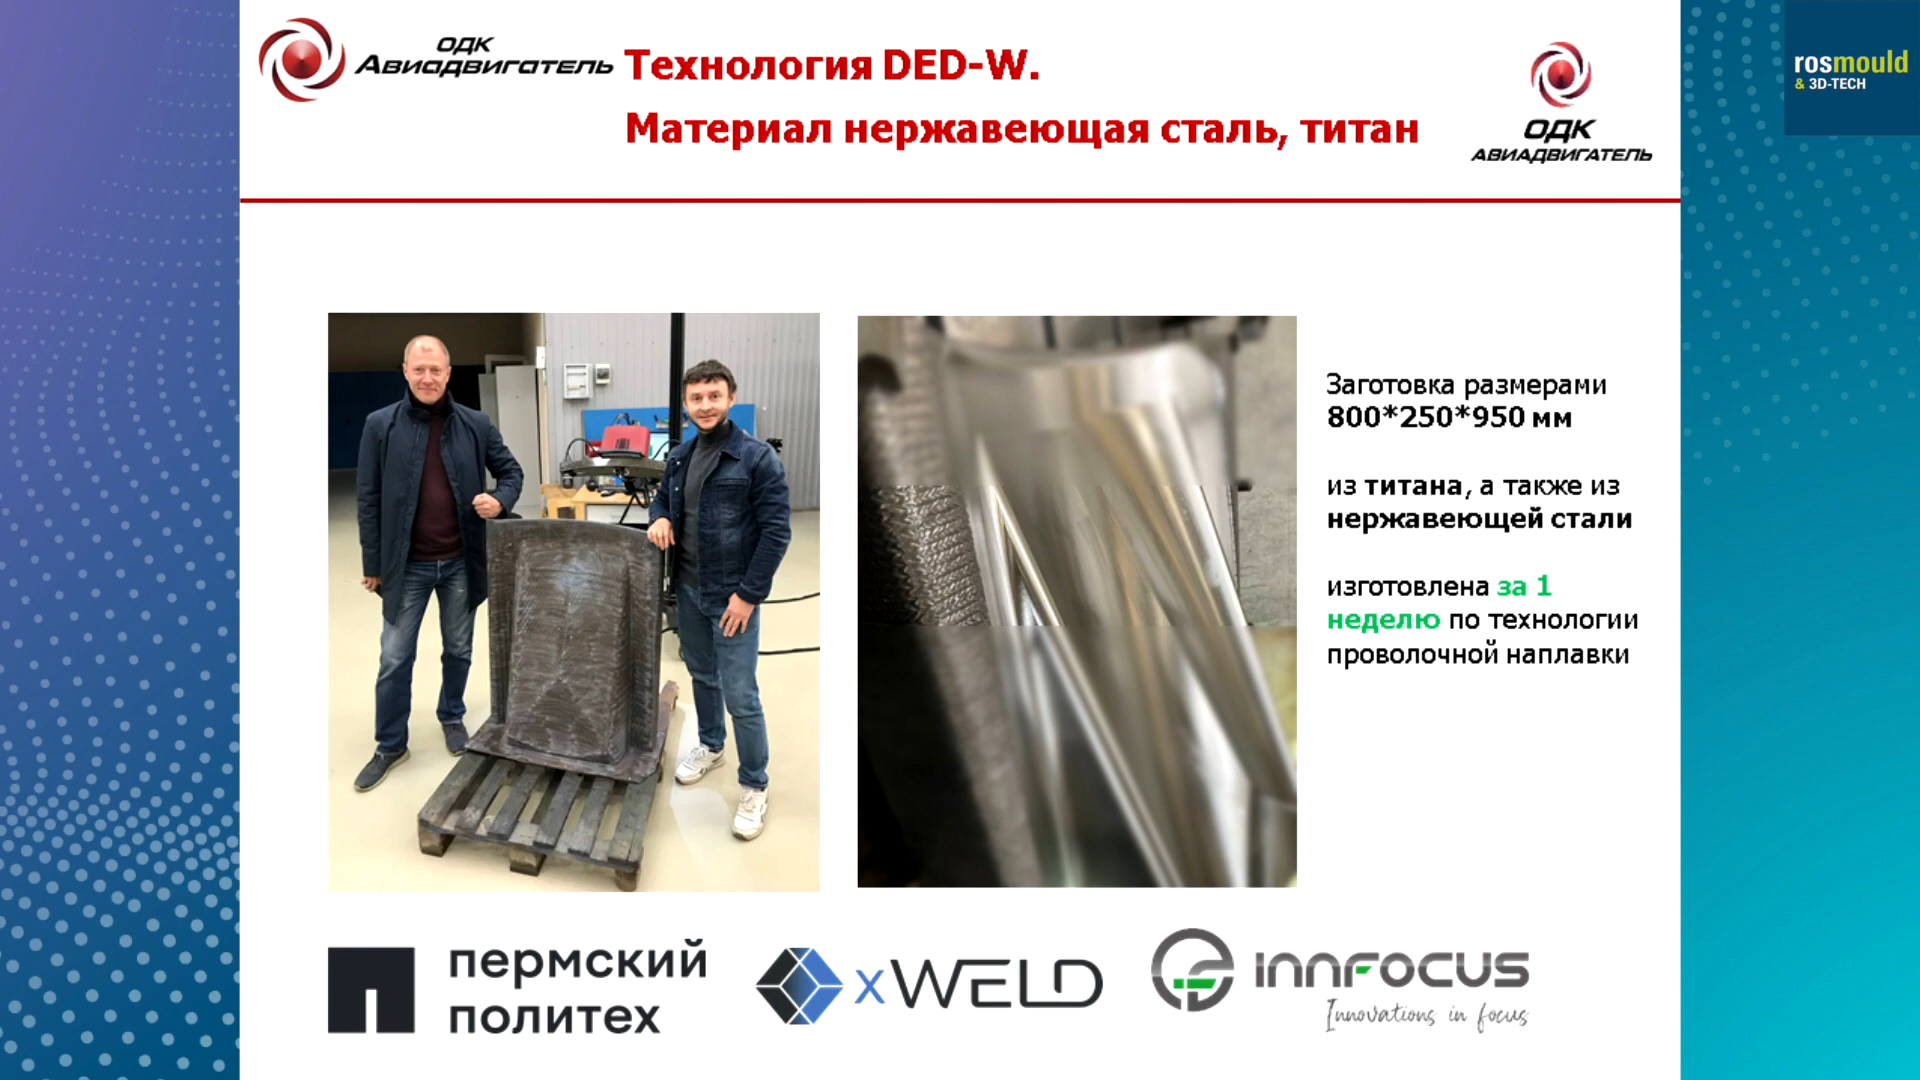 ОДК
Авиадвигатель
Технология DED-W.
Материал нержавеющая сталь, титан
ОДК
АВИАДВИГАТЕЛЬ
rosmould
& 3D-TECH
Заготовка размерами
800*250*950 мм
из титана, а также из
нержавеющей стали
изготовлена за 1
неделю по технологии
проволочной наплавки
пермский
политех
xWELD
INNFOCUS
Innovations in focus